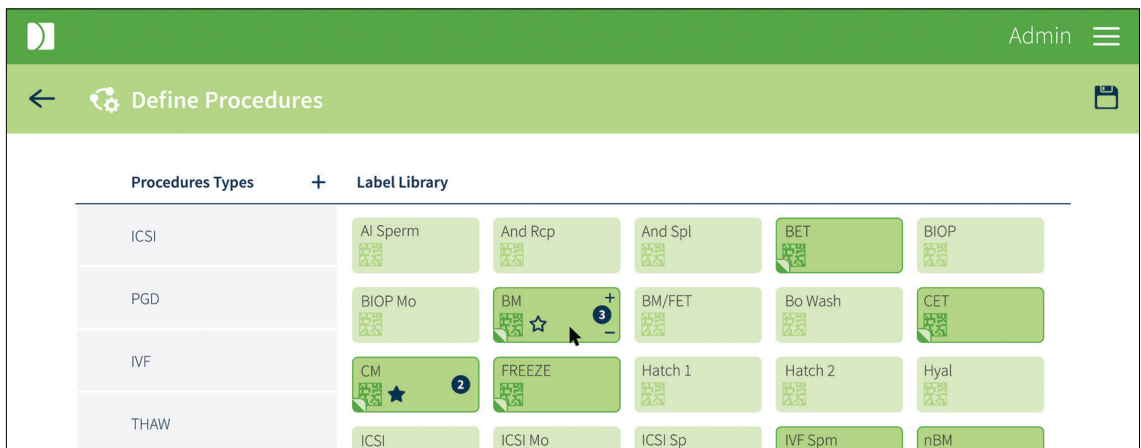 Admin
Define Procedures
Procedures Types + Label Library
ICSI
PGD
IVF
THAW
AI Sperm And Rcp And Spl BET BIOP
BIOP Mo BM + 3 - BM/FET Bo Wash CET
CM 2 FREEZE Hatch 1 Hatch 2 Hyal
ICSI ICSI Mo ICSI Sp IVF Spm nBM